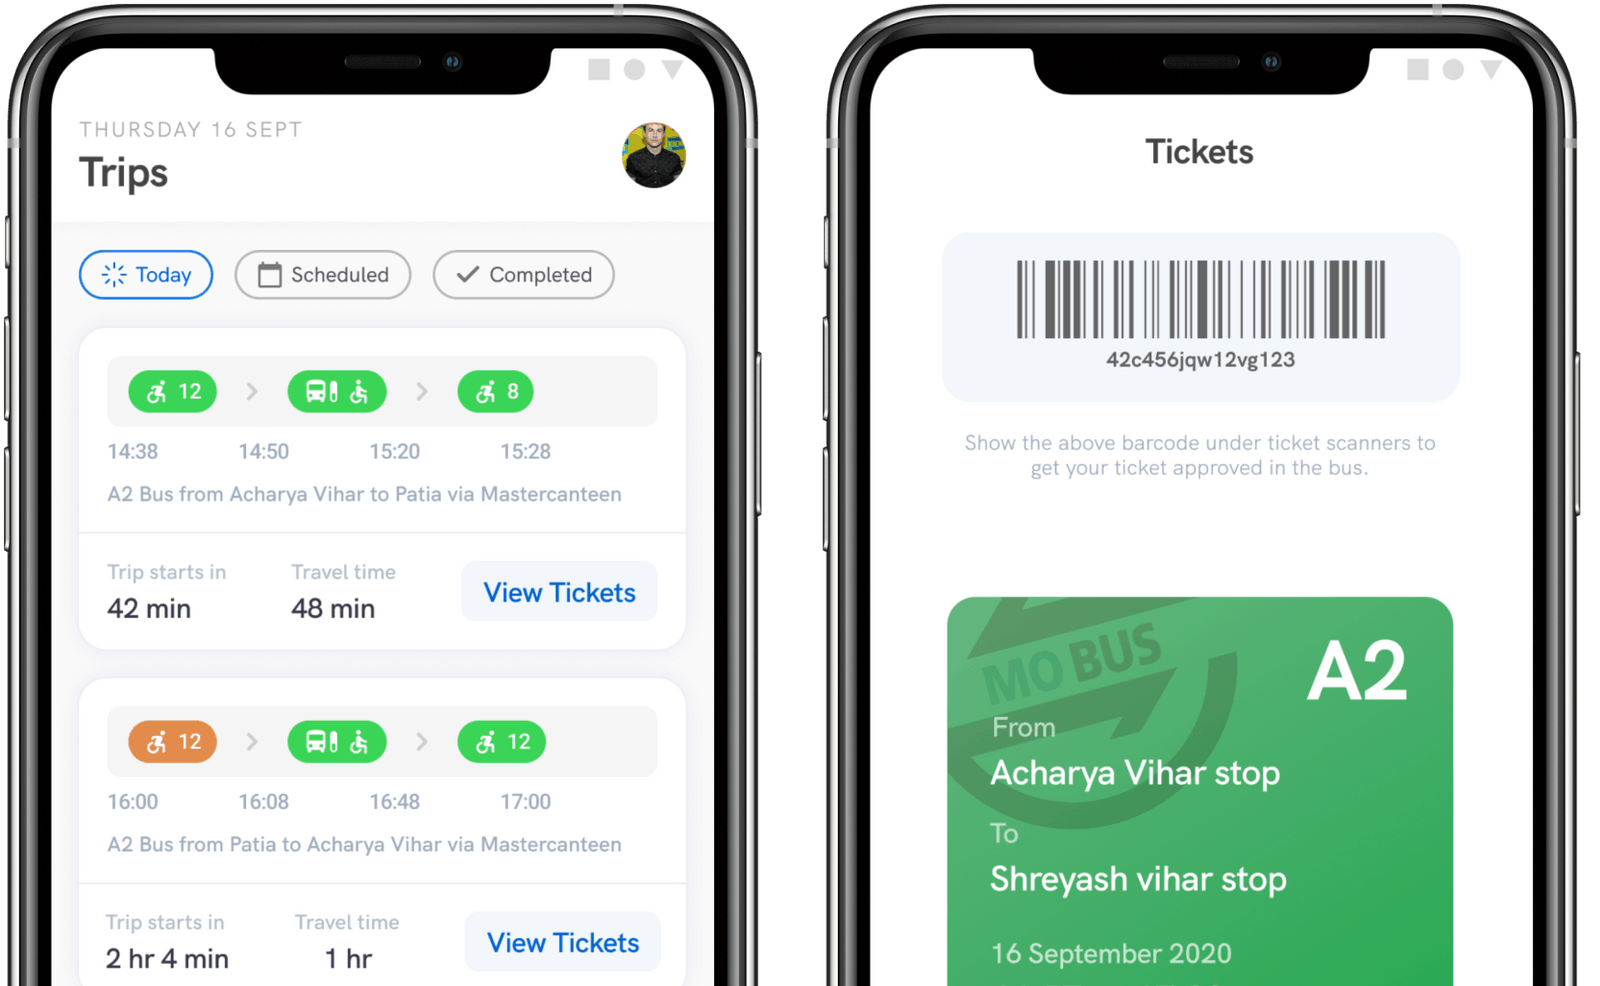 THURSDAY 16 SEPT
Trips
Today
Scheduled
Completed
12
8
14:38
14:50
15:20
15:28
A2 Bus from Acharya Vihar to Patia via Mastercanteen
Trip starts in
Travel time
42 min
48 min
View Tickets
12
12
16:00
16:08
16:48
17:00
A2 Bus from Patia to Acharya Vihar via Mastercanteen
Trip starts in
Travel time
2 hr 4 min
1 hr
View Tickets
Tickets
42c456jqw12vg123
Show the above barcode under ticket scanners to
get your ticket approved in the bus.
MO BUS
A2
From
Acharya Vihar stop
To
Shreyash vihar stop
16 September 2020